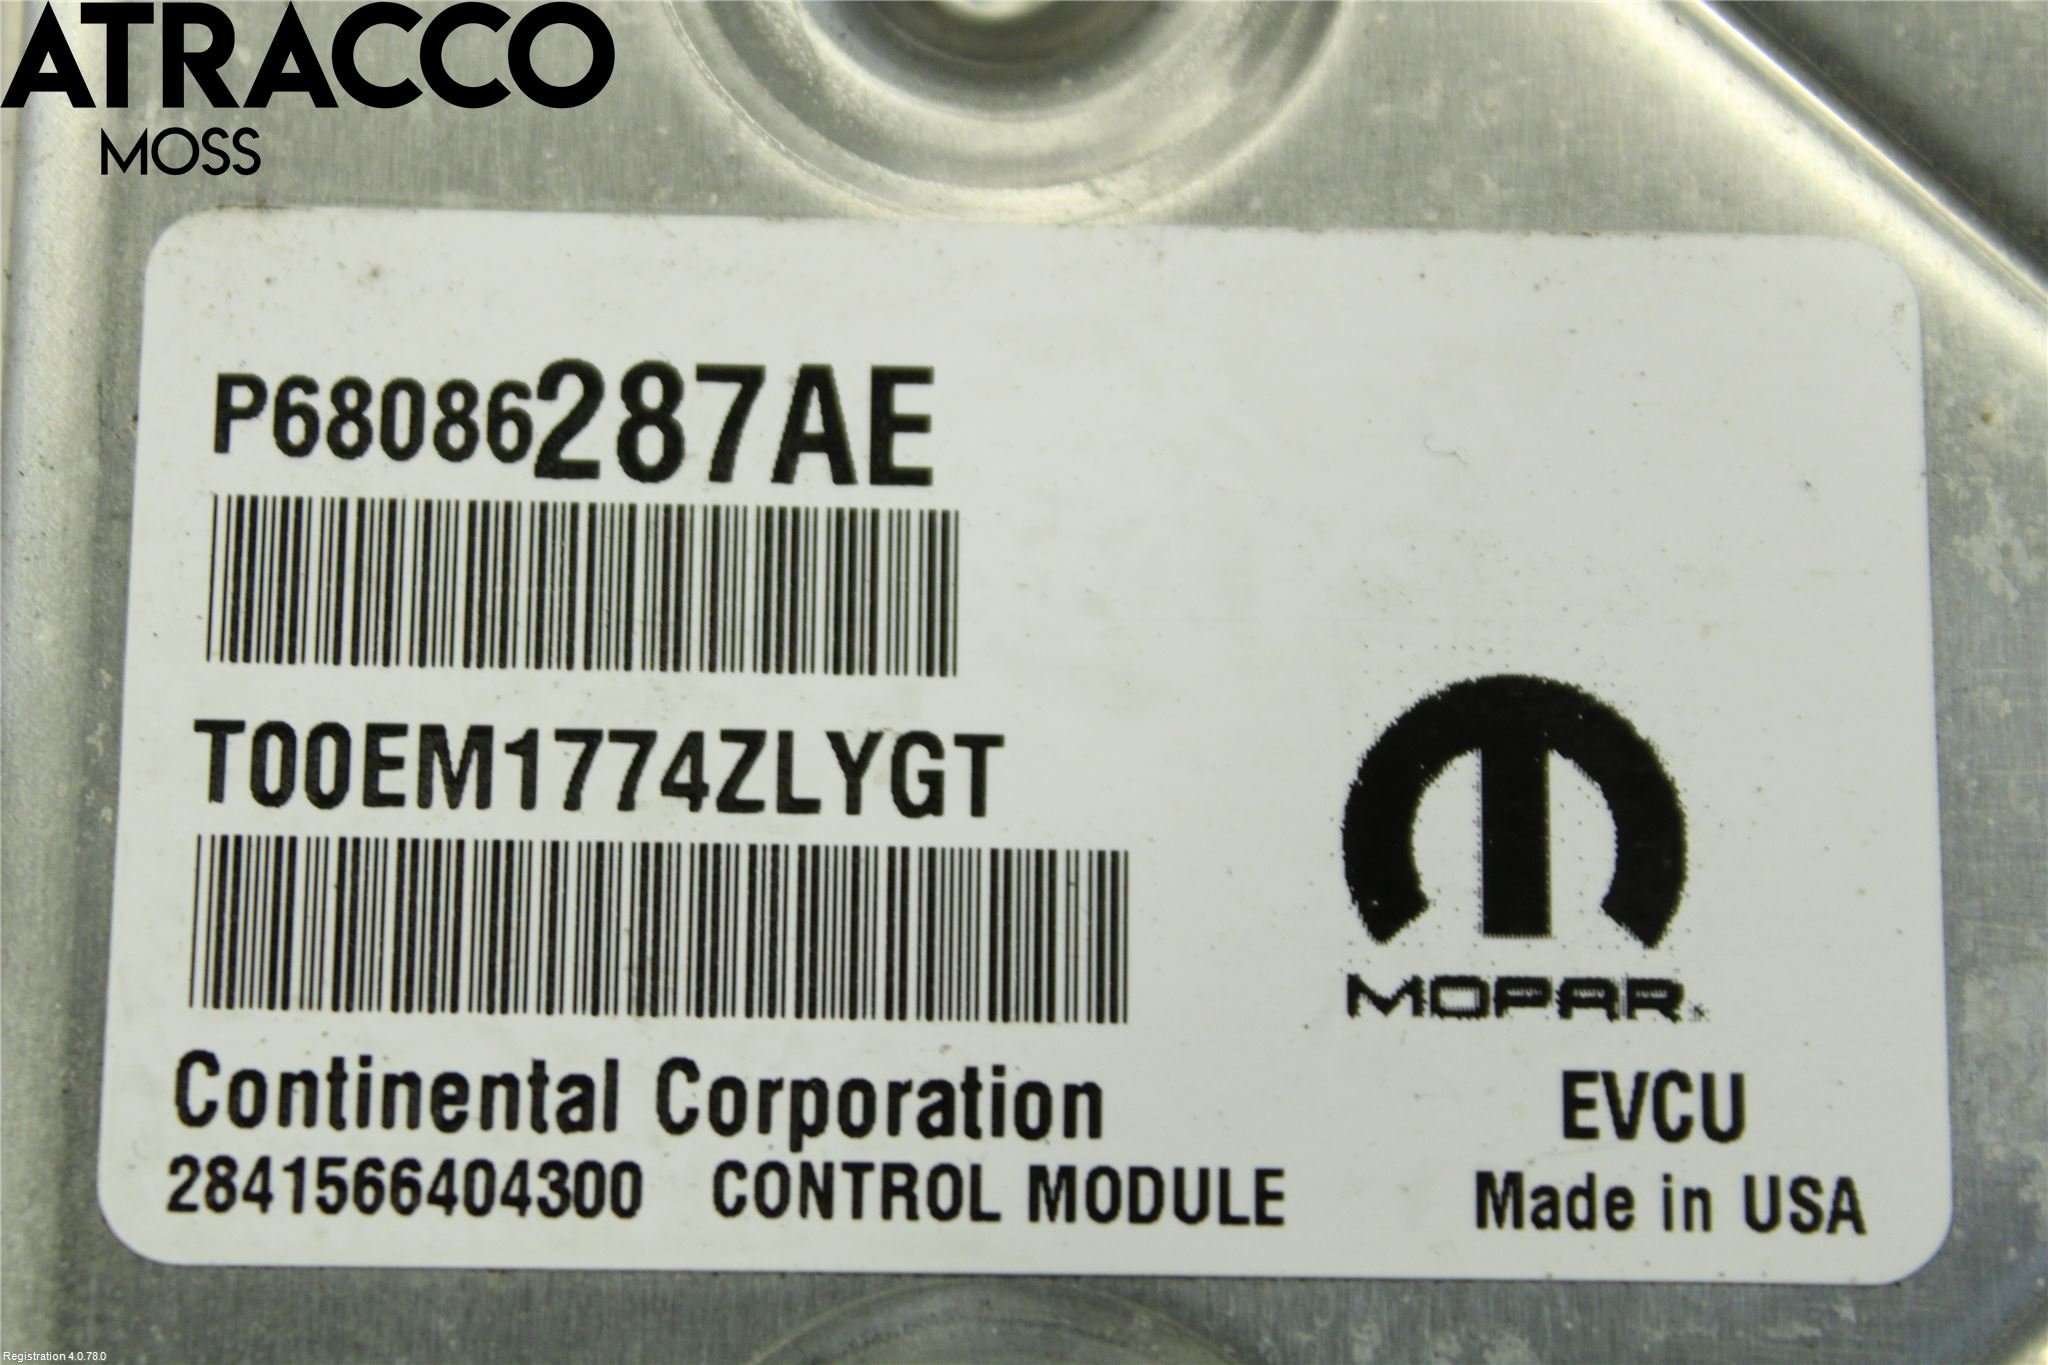 ATRACCO
MOSS
P68086287AE
T00EM1774ZLYGT
MOPAR
Continental Corporation
EVCU
2841566404300 CONTROL MODULE
Made in USA
Registration 4.0.78.0